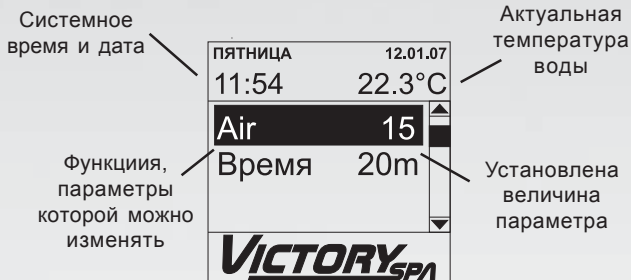 Системное
время и дата
Актуальная
температура
воды
ПЯТНИЦА 12.01.07
11:54 22.3°C
Air 15
Время 20m
Функциия,
параметры
которой можно
изменять
Установлена
величина
параметра
VICTORY SPA